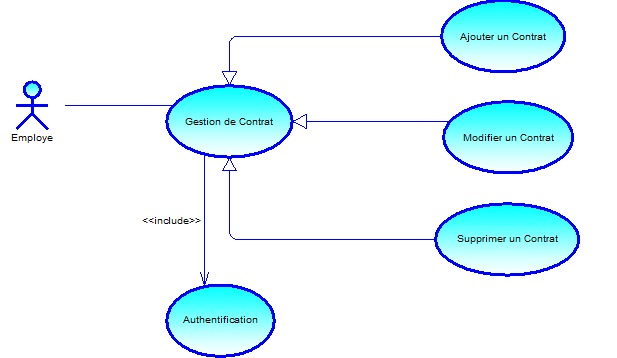 Ajouter un Contrat
Employe
Gestion de Contrat
Modifier un Contrat
<<include>>
Supprimer un Contrat
Authentification